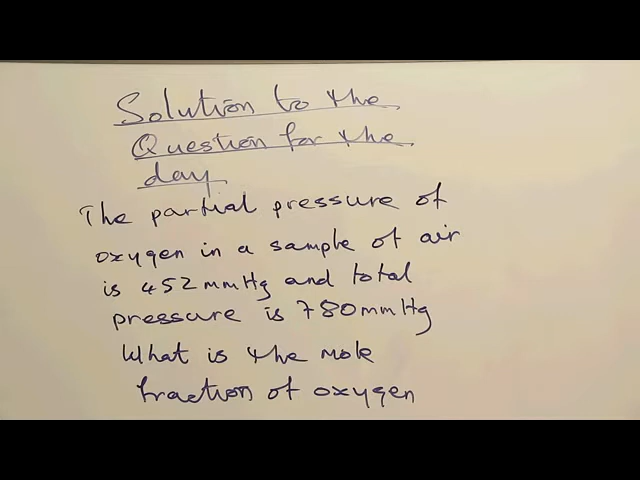 Solution to the
Question for the
day
The partial pressure of
oxygen in a sample of air
is 452mmHg and total
pressure is 780mmHg
What is the mole
fraction of oxygen